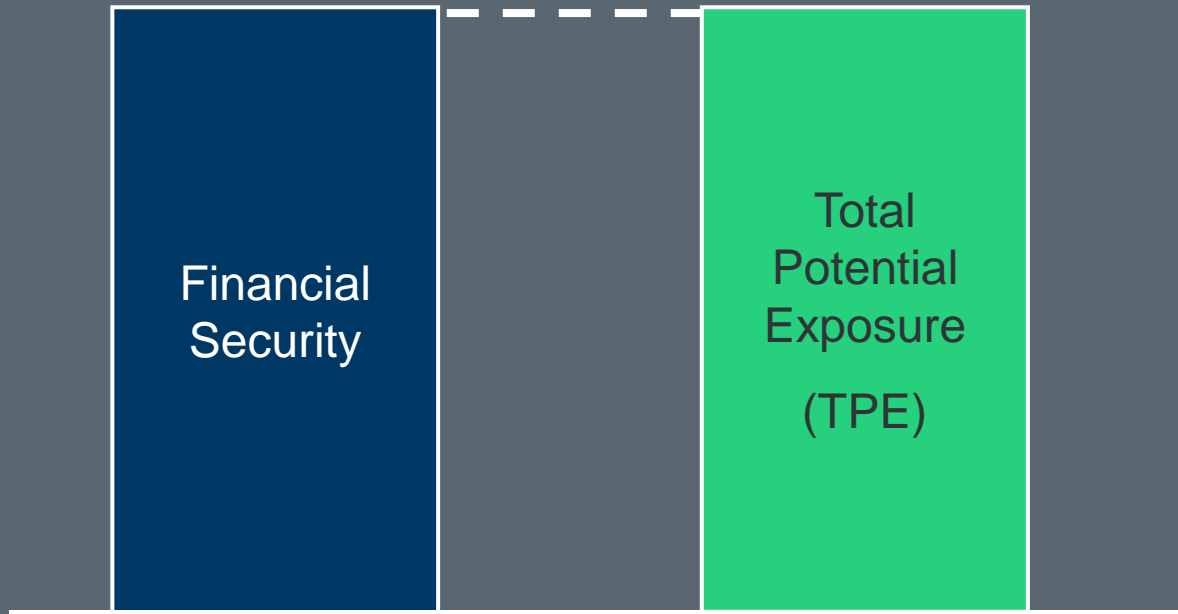 Financial
Security
Total
Potential
Exposure
(TPE)